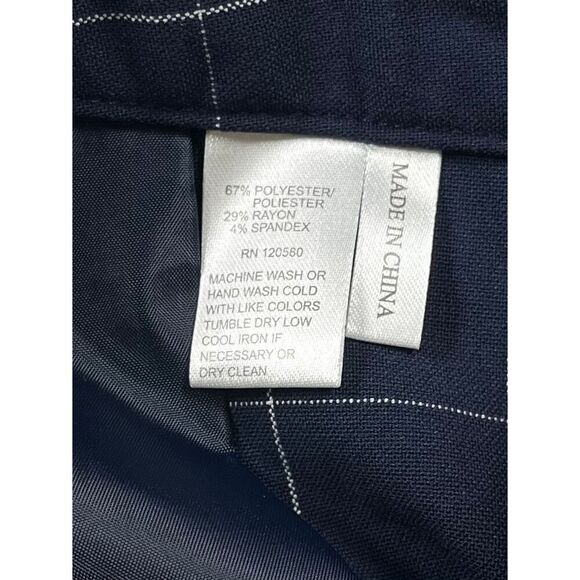 67% POLYESTER/
POLIESTER
29% RAYON
4% SPANDEX
RN 120560
MACHINE WASH OR
HAND WASH COLD
WITH LIKE COLORS
TUMBLE DRY LOW
COOL IRON IF
NECESSARY OR
DRY CLEAN
MADE IN CHINA